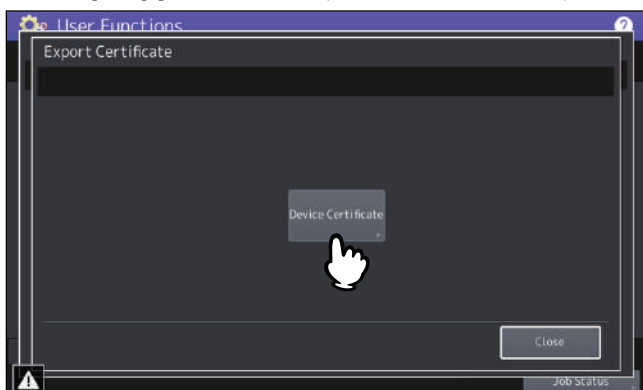 User Functions
?
Export Certificate
Device Certificate
Close
Job Status